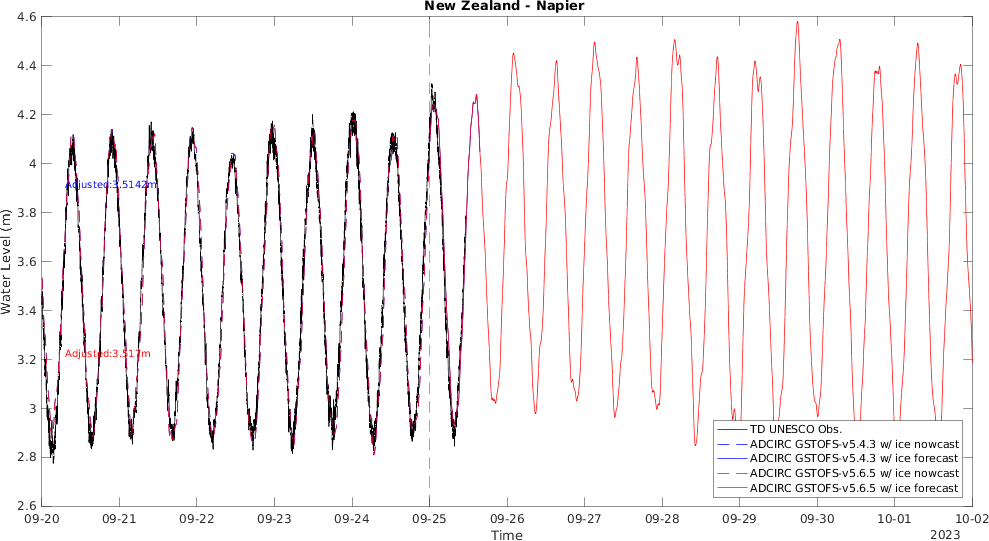 New Zealand - Napier
4.6
4.4
4.2
4
3.8
3.6
3.4
3.2
3
2.8
2.6
Water Level (m)
Adjusted:3.5142m
Adjusted:3.517m
TD UNESCO Obs.
ADCIRC GSTOFS-v5.4.3 w/ ice nowcast
ADCIRC GSTOFS-v5.4.3 w/ ice forecast
ADCIRC GSTOFS-v5.6.5 w/ ice nowcast
ADCIRC GSTOFS-v5.6.5 w/ ice forecast
09-20 09-21 09-22 09-23 09-24 09-25 09-26 09-27 09-28 09-29 09-30 10-01 10-02
Time
2023